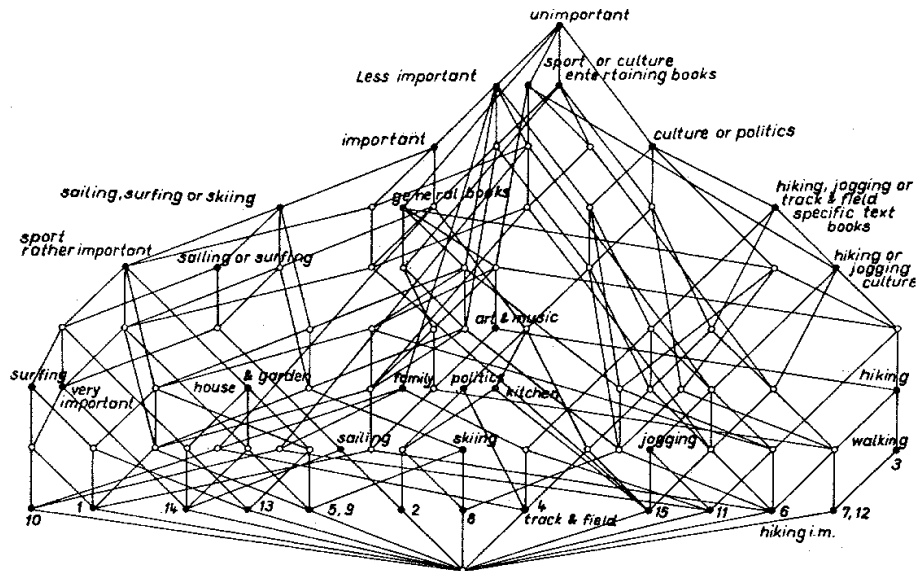 unimportant
sport or culture
Less important
entertaining books
important
culture or politics
sailing, surfing or skiing
general books
hiking, jogging or
track & field
specific text
books
sport
rather important
sailing or surfing
hiking or
jogging
culture
art & music
surfing
very
important
house & garden
family
politics
kitchen
hiking
sailing
skiing
jogging
walking
3
10
1
14
13
5, 9
2
8
4
track & field
15
11
6
7, 12
hiking i.m.